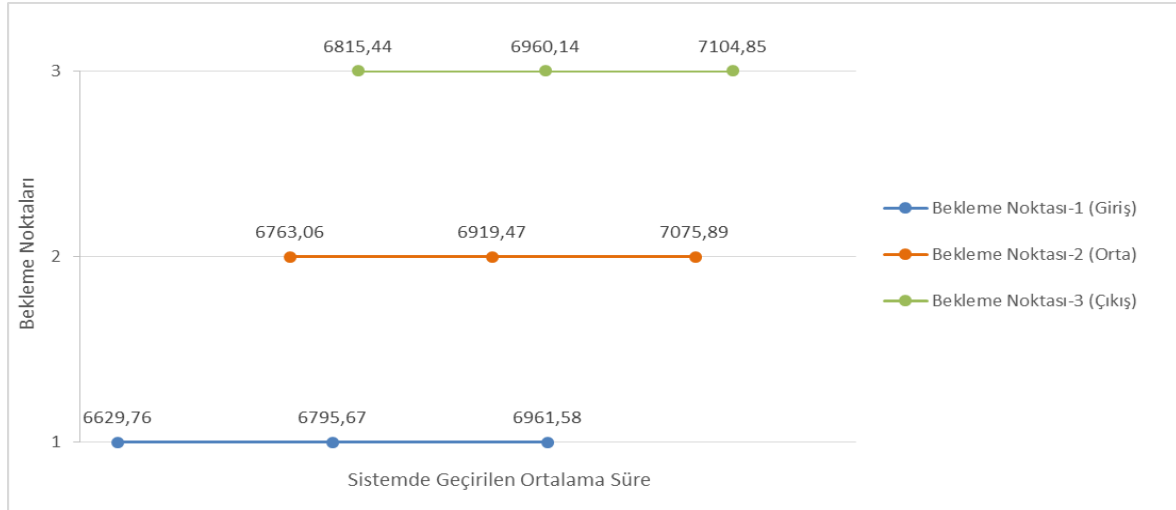 6815,44 6960,14 7104,85
3
6763,06 6919,47 7075,89
2
6629,76 6795,67 6961,58
1
Bekleme Noktaları
Sistemde Geçirilen Ortalama Süre
Bekleme Noktası-1 (Giriş)
Bekleme Noktası-2 (Orta)
Bekleme Noktası-3 (Çıkış)